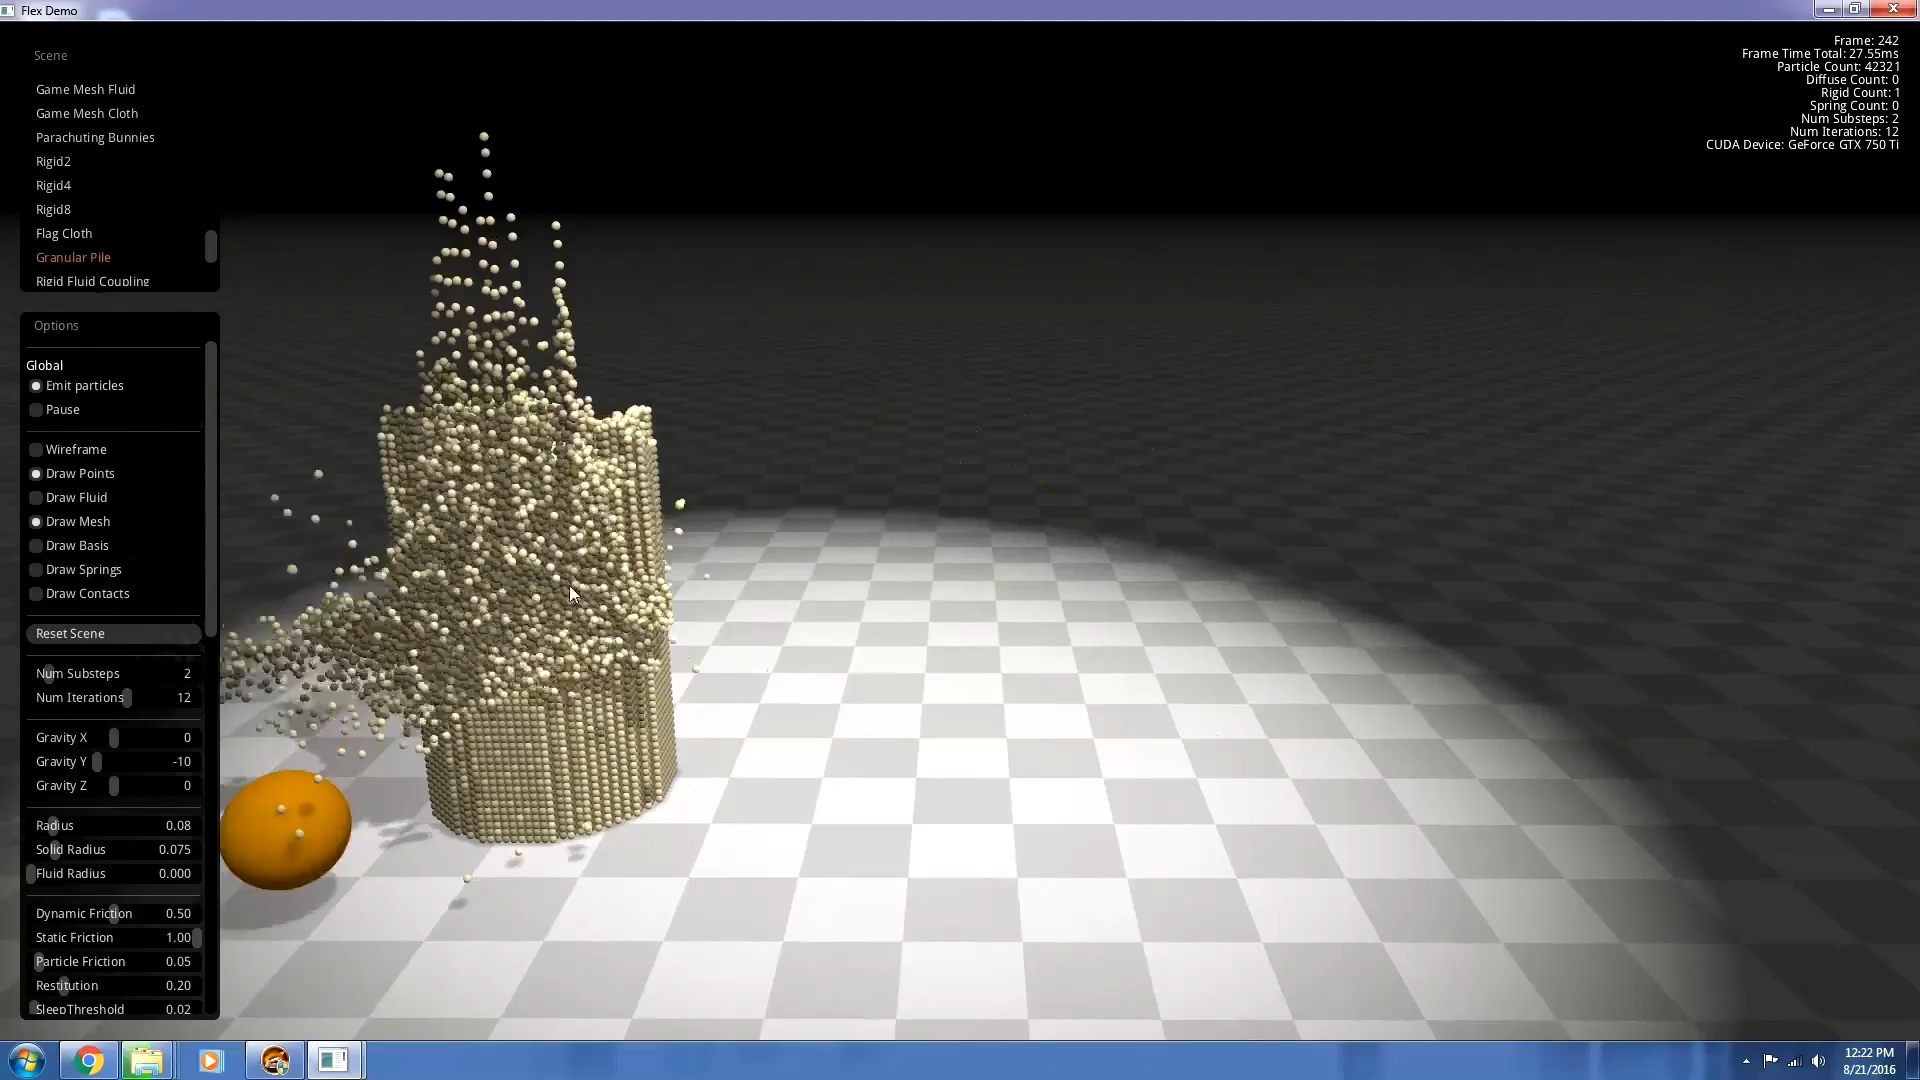 Flex Demo
Scene
Game Mesh Fluid
Game Mesh Cloth
Parachuting Bunnies
Rigid2
Rigid4
Rigid8
Flag Cloth
Granular Pile
Rigid Fluid Coupling
Options
Global
Emit particles
Pause
Wireframe
Draw Points
Draw Fluid
Draw Mesh
Draw Basis
Draw Springs
Draw Contacts
Reset Scene
Num Substeps 2
Num Iterations 12
Gravity X 0
Gravity Y -10
Gravity Z 0
Radius 0.08
Solid Radius 0.075
Fluid Radius 0.000
Dynamic Friction 0.50
Static Friction 1.00
Particle Friction 0.05
Restitution 0.20
SleepThreshold 0.02
Frame: 242
Frame Time Total: 27.55ms
Particle Count: 42321
Diffuse Count: 0
Rigid Count: 1
Spring Count: 0
Num Substeps: 2
Num Iterations: 12
CUDA Device: GeForce GTX 750 Ti
12:22 PM
8/21/2016